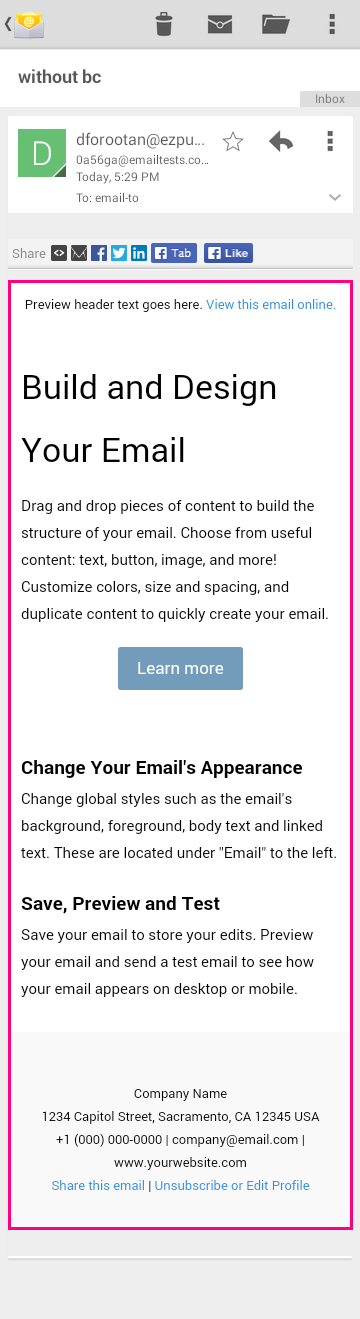 without bc
Inbox
D
dforootan@ezpu...
0a56ga@emailtests.co...
Today, 5:29 PM
To: email-to
Share Tab Like
Preview header text goes here. View this email online.
Build and Design
Your Email
Drag and drop pieces of content to build the
structure of your email. Choose from useful
content: text, button, image, and more!
Customize colors, size and spacing, and
duplicate content to quickly create your email.
Learn more
Change Your Email's Appearance
Change global styles such as the email's
background, foreground, body text and linked
text. These are located under "Email" to the left.
Save, Preview and Test
Save your email to store your edits. Preview
your email and send a test email to see how
your email appears on desktop or mobile.
Company Name
1234 Capitol Street, Sacramento, CA 12345 USA
+1 (000) 000-0000 | company@email.com |
www.yourwebsite.com
Share this email | Unsubscribe or Edit Profile